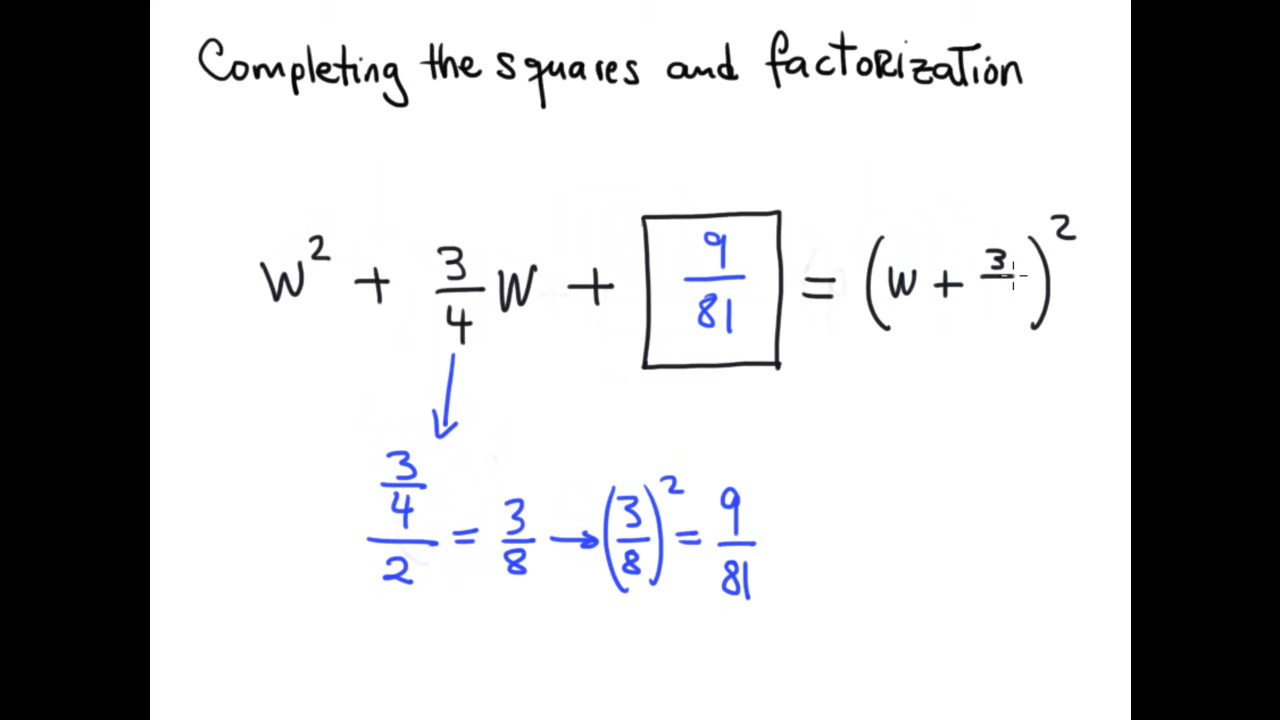 Completing the squares and factorization
w² + 3/4 w + 9/81 = (w + 3/ )²
(3/4)/2 = 3/8 → (3/8)² = 9/81